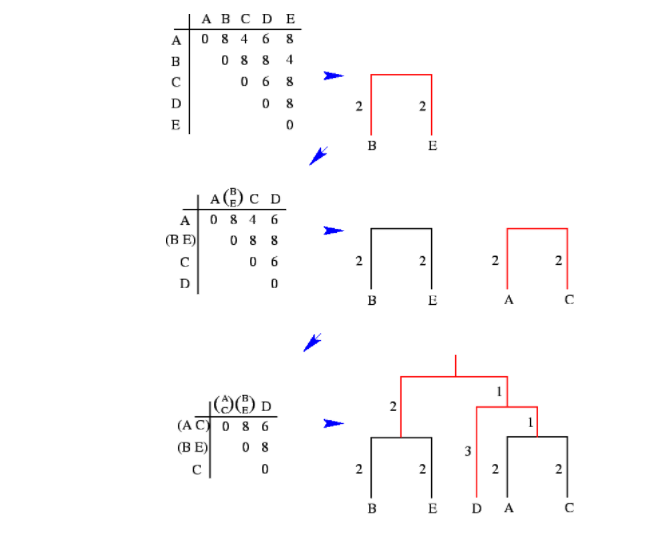 A B C D E
A 0 8 4 6 8
B 0 8 8 4
C 0 6 8
D 0 8
E 0
2 2
B E
A (B E) C D
A 0 8 4 6
(B E) 0 8 8
C 0 6
D 0
2 2 2 2
B E A C
(A C) (B E) D
(A C) 0 8 6
(B E) 0 8
C 0
1
2 1
3
2 2 2 2
B E D A C